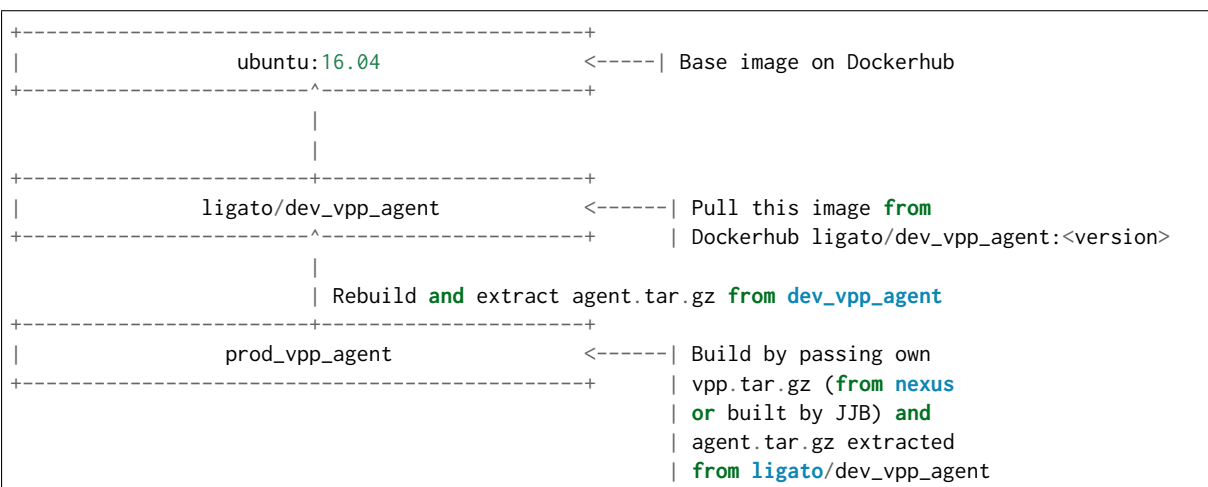 +-----------------------------------------------+
|                  ubuntu:16.04                 <-----| Base image on Dockerhub
+------------------------^----------------------+
                         |
                         |
+------------------------+----------------------+
|               ligato/dev_vpp_agent            <------| Pull this image from
+------------------------^----------------------+      | Dockerhub ligato/dev_vpp_agent:<version>
                         |
                         | Rebuild and extract agent.tar.gz from dev_vpp_agent
+------------------------+----------------------+
|                 prod_vpp_agent                <------| Build by passing own
+-----------------------------------------------+      | vpp.tar.gz (from nexus
                                                       | or built by JJB) and
                                                       | agent.tar.gz extracted
                                                       | from ligato/dev_vpp_agent